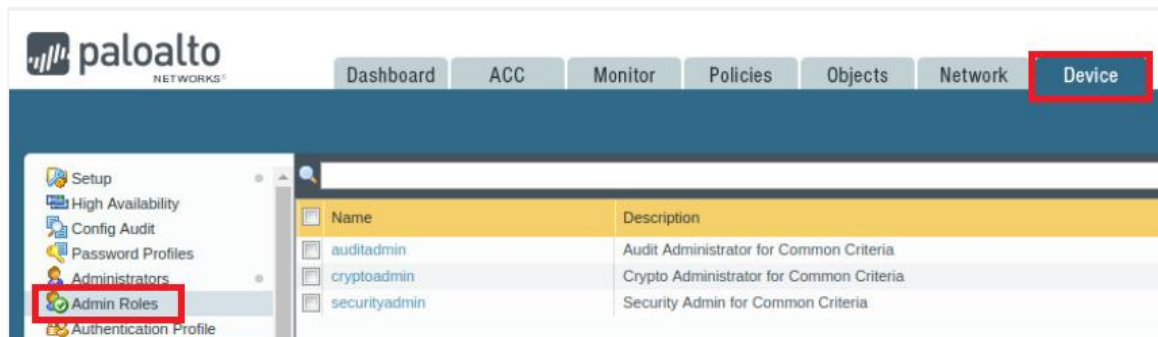 paloalto
NETWORKS®
Dashboard ACC Monitor Policies Objects Network Device
Setup
High Availability
Config Audit
Password Profiles
Administrators
Admin Roles
Authentication Profile
Name Description
auditadmin Audit Administrator for Common Criteria
cryptoadmin Crypto Administrator for Common Criteria
securityadmin Security Admin for Common Criteria